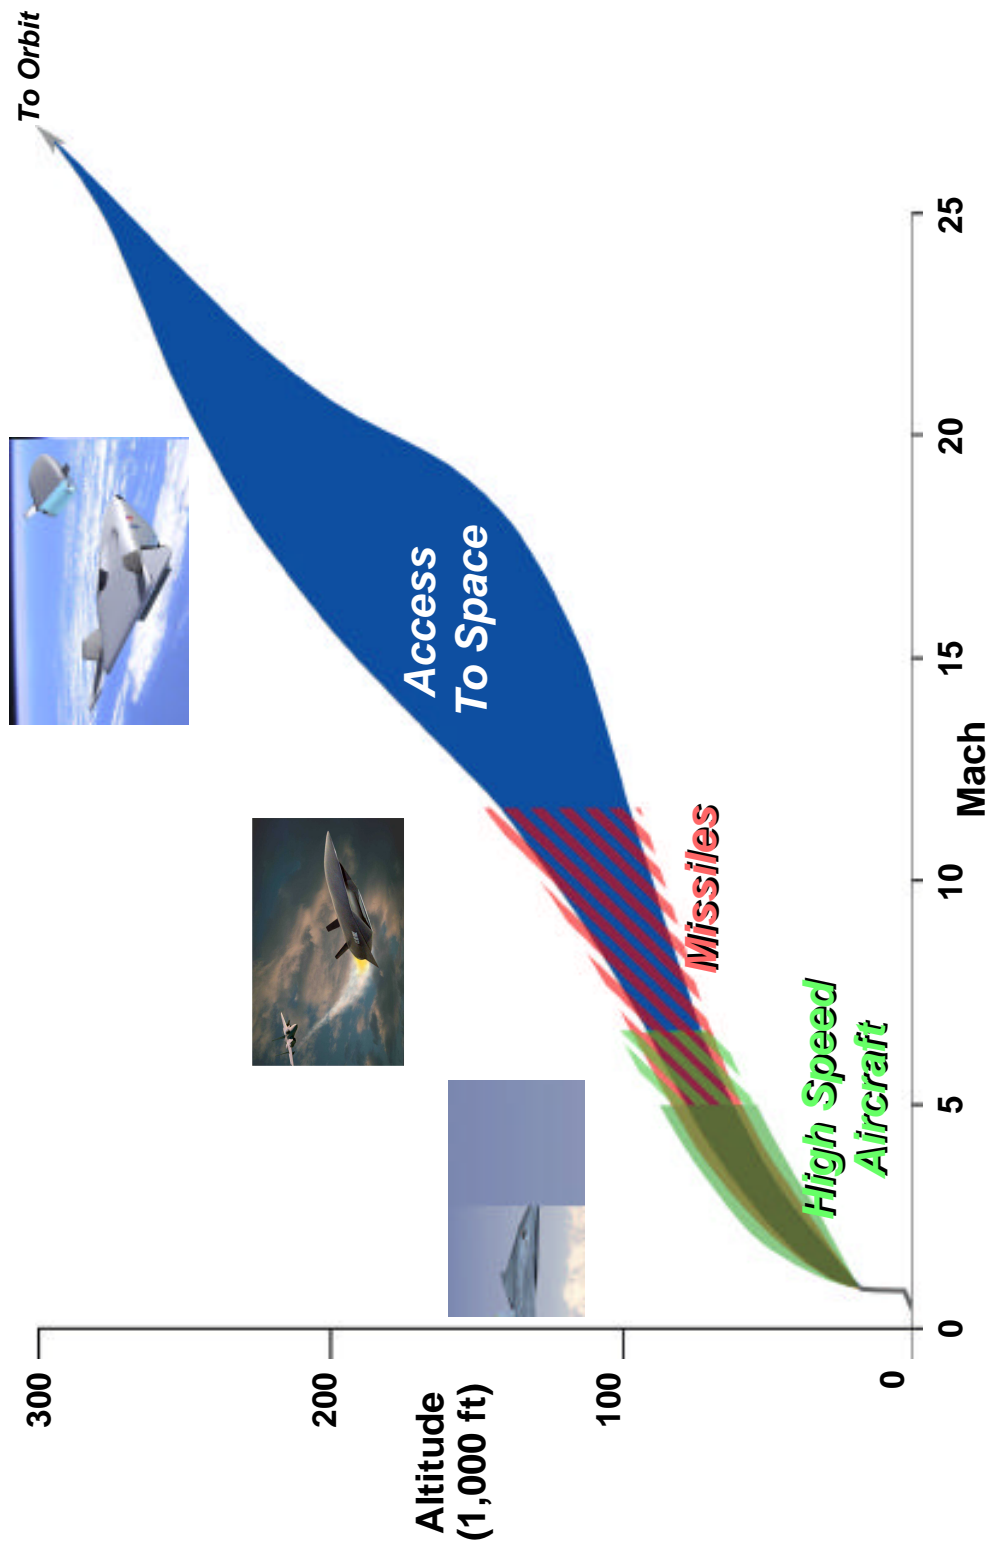 To Orbit
300
200
100
0
Altitude
(1,000 ft)
Access
To Space
Missiles
High Speed
Aircraft
0
5
10
15
20
25
Mach